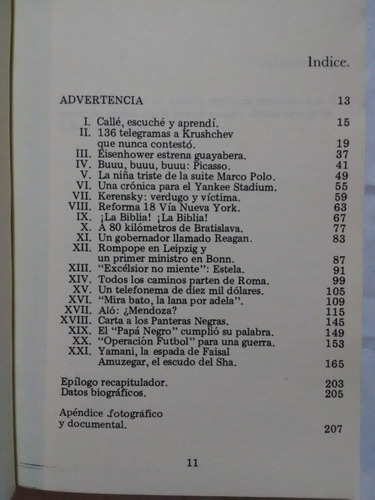 Indice.
ADVERTENCIA 13
I. Callé, escuché y aprendí. 15
II. 136 telegramas a Krushchev
que nunca contestó. 19
III. Eisenhower estrena guayabera. 37
IV. Buuu, buuu, buuu: Picasso. 41
V. La niña triste de la suite Marco Polo. 49
VI. Una crónica para el Yankee Stadium. 55
VII. Kerensky: verdugo y víctima. 59
VIII. Reforma 18 Vía Nueva York. 63
IX. ¡La Biblia! ¡La Biblia! 67
X. A 80 kilómetros de Bratislava. 77
XI. Un gobernador llamado Reagan. 83
XII. Rompope en Leipzig y
un primer ministro en Bonn. 87
XIII. "Excélsior no miente": Estela. 91
XIV. Todos los caminos parten de Roma. 99
XV. Un telefonema de diez mil dólares. 105
XVI. "Mira bato, la lana por adela". 109
XVII. Aló: ¿Mendoza? 115
XVIII. Carta a los Panteras Negras. 145
XIX. El "Papá Negro" cumplió su palabra. 149
XX. "Operación Futbol" para una guerra. 153
XXI. Yamani, la espada de Faisal
Amuzegar, el escudo del Sha. 165
Epílogo recapitulador. 203
Datos biográficos. 205
Apéndice fotográfico
y documental. 207
11